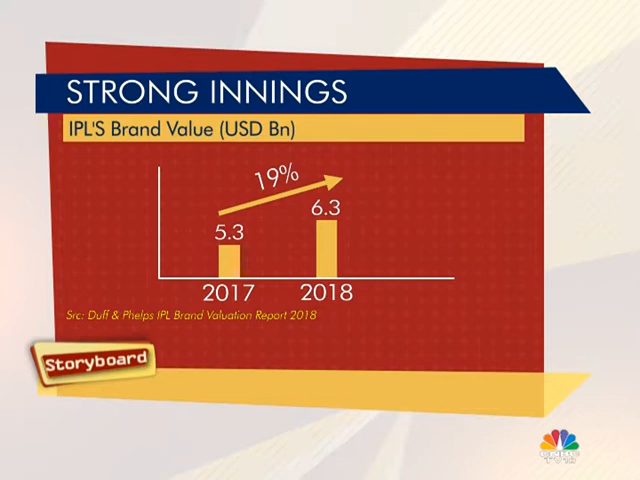 STRONG INNINGS
IPL'S Brand Value (USD Bn)
19%
5.3
6.3
2017
2018
Src: Duff & Phelps IPL Brand Valuation Report 2018
Storyboard